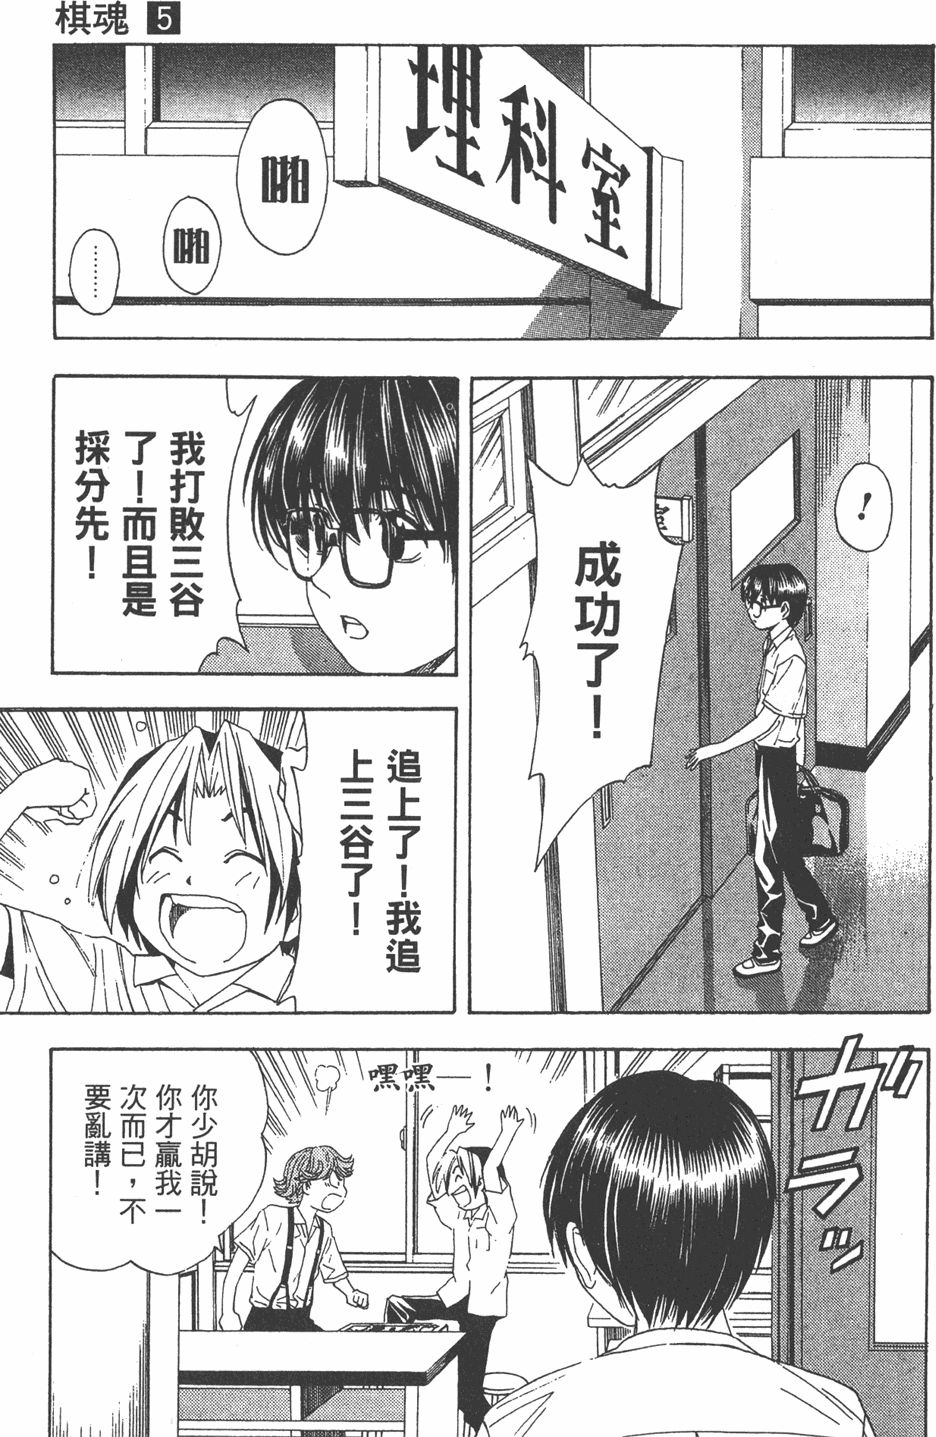 棋魂 5
理科室
啪
啪
………
！
成功了！
我打敗三谷
了！而且是
採分先！
追上了！我追
上三谷了！
ガラッ
嘿嘿—！
你少胡說！
你才贏我一
次而已，不
要亂講！